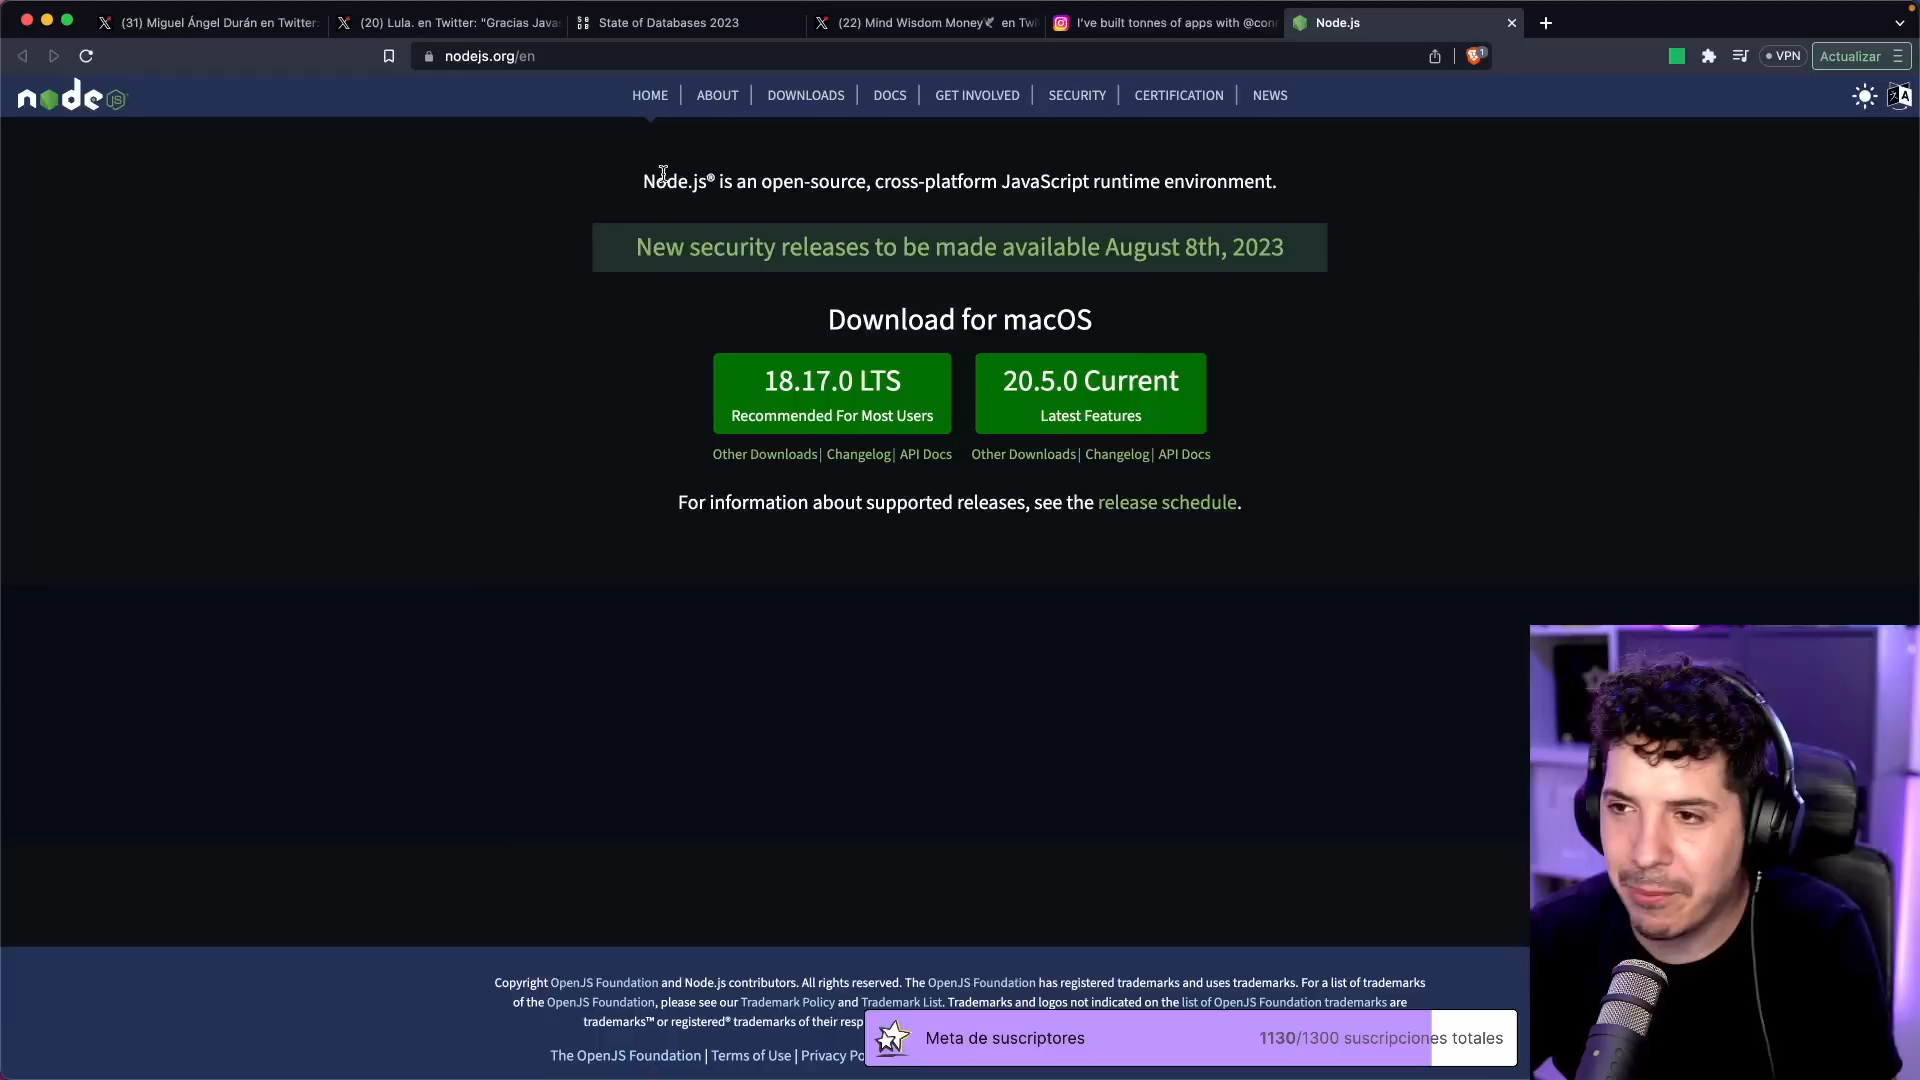 (31) Miguel Ángel Durán en Twitter:
(20) Lula. en Twitter: "Gracias Java
State of Databases 2023
(22) Mind Wisdom Money en Twi
I've built tonnes of apps with @conn
Node.js
nodejs.org/en
1
VPN
Actualizar
node
JS
HOME
ABOUT
DOWNLOADS
DOCS
GET INVOLVED
SECURITY
CERTIFICATION
NEWS
Node.js® is an open-source, cross-platform JavaScript runtime environment.
New security releases to be made available August 8th, 2023
Download for macOS
18.17.0 LTS
Recommended For Most Users
20.5.0 Current
Latest Features
Other Downloads | Changelog | API Docs
Other Downloads | Changelog | API Docs
For information about supported releases, see the release schedule.
Copyright OpenJS Foundation and Node.js contributors. All rights reserved. The OpenJS Foundation has registered trademarks and uses trademarks. For a list of trademarks
of the OpenJS Foundation, please see our Trademark Policy and Trademark List. Trademarks and logos not indicated on the list of OpenJS Foundation trademarks are
trademarks™ or registered® trademarks of their resp
The OpenJS Foundation | Terms of Use | Privacy Po
Meta de suscriptores
1130/1300 suscripciones totales